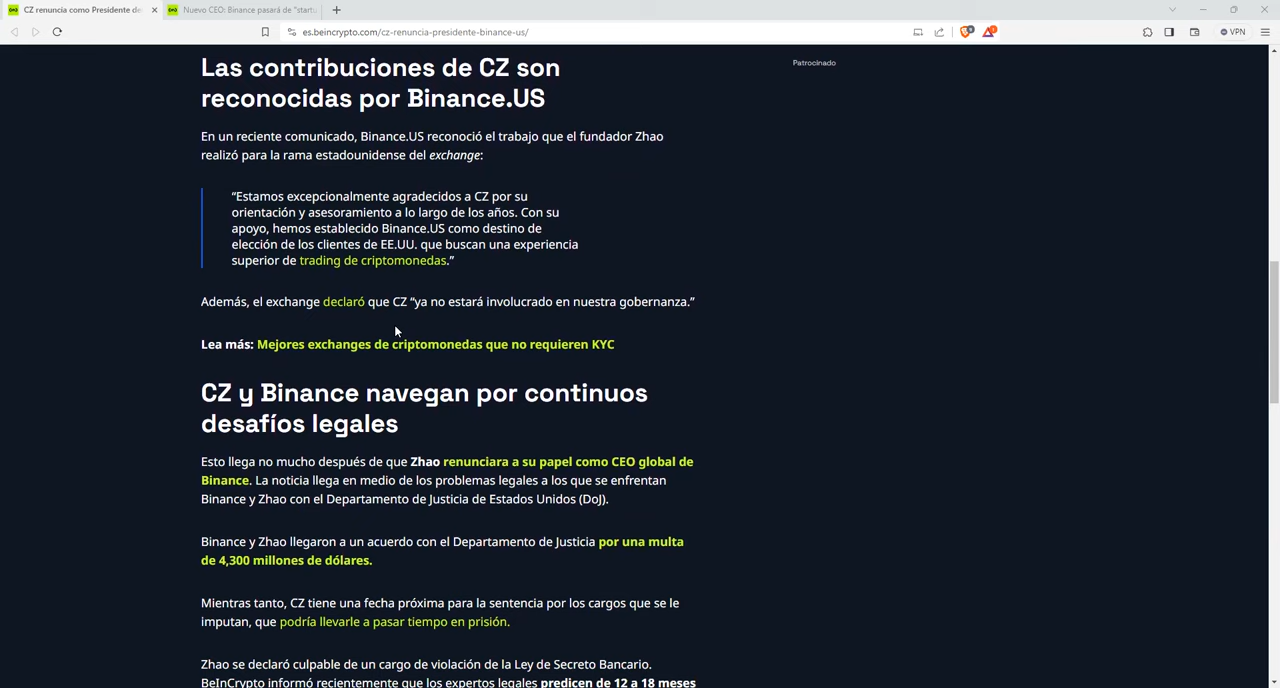 CZ renuncia como Presidente de
Nuevo CEO: Binance pasará de "startu
es.beincrypto.com/cz-renuncia-presidente-binance-us/
VPN
Las contribuciones de CZ son
reconocidas por Binance.US
Patrocinado
En un reciente comunicado, Binance.US reconoció el trabajo que el fundador Zhao
realizó para la rama estadounidense del exchange:
“Estamos excepcionalmente agradecidos a CZ por su
orientación y asesoramiento a lo largo de los años. Con su
apoyo, hemos establecido Binance.US como destino de
elección de los clientes de EE.UU. que buscan una experiencia
superior de trading de criptomonedas.”
Además, el exchange declaró que CZ “ya no estará involucrado en nuestra gobernanza.”
Lea más: Mejores exchanges de criptomonedas que no requieren KYC
CZ y Binance navegan por continuos
desafíos legales
Esto llega no mucho después de que Zhao renunciara a su papel como CEO global de
Binance. La noticia llega en medio de los problemas legales a los que se enfrentan
Binance y Zhao con el Departamento de Justicia de Estados Unidos (DoJ).
Binance y Zhao llegaron a un acuerdo con el Departamento de Justicia por una multa
de 4,300 millones de dólares.
Mientras tanto, CZ tiene una fecha próxima para la sentencia por los cargos que se le
imputan, que podría llevarle a pasar tiempo en prisión.
Zhao se declaró culpable de un cargo de violación de la Ley de Secreto Bancario.
BeInCrypto informó recientemente que los expertos legales predicen de 12 a 18 meses